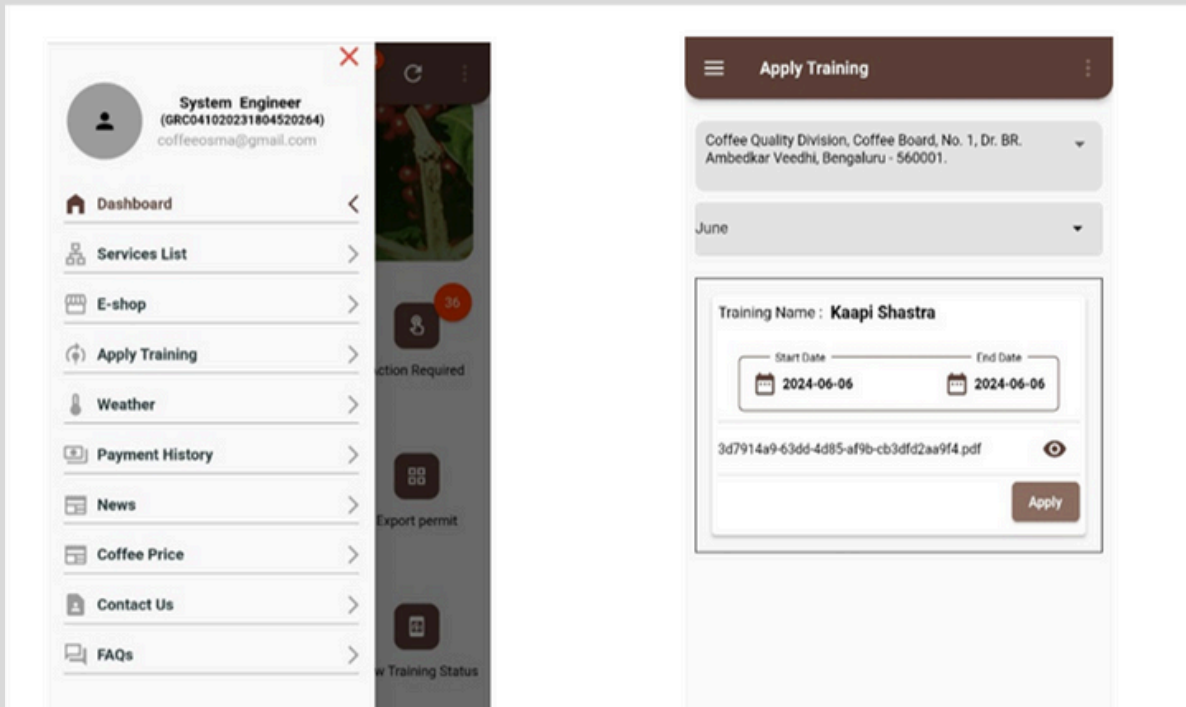 System Engineer
(GRC041020231804520264)
coffeeosma@gmail.com
Dashboard
Services List
E-shop
Apply Training
Weather
Payment History
News
Coffee Price
Contact Us
FAQs
36
ction Required
Export permit
w Training Status
Apply Training
Coffee Quality Division, Coffee Board, No. 1, Dr. BR.
Ambedkar Veedhi, Bengaluru - 560001.
June
Training Name : Kaapi Shastra
Start Date End Date
2024-06-06 2024-06-06
3d7914a9-63dd-4d85-af9b-cb3dfd2aa9f4.pdf
Apply